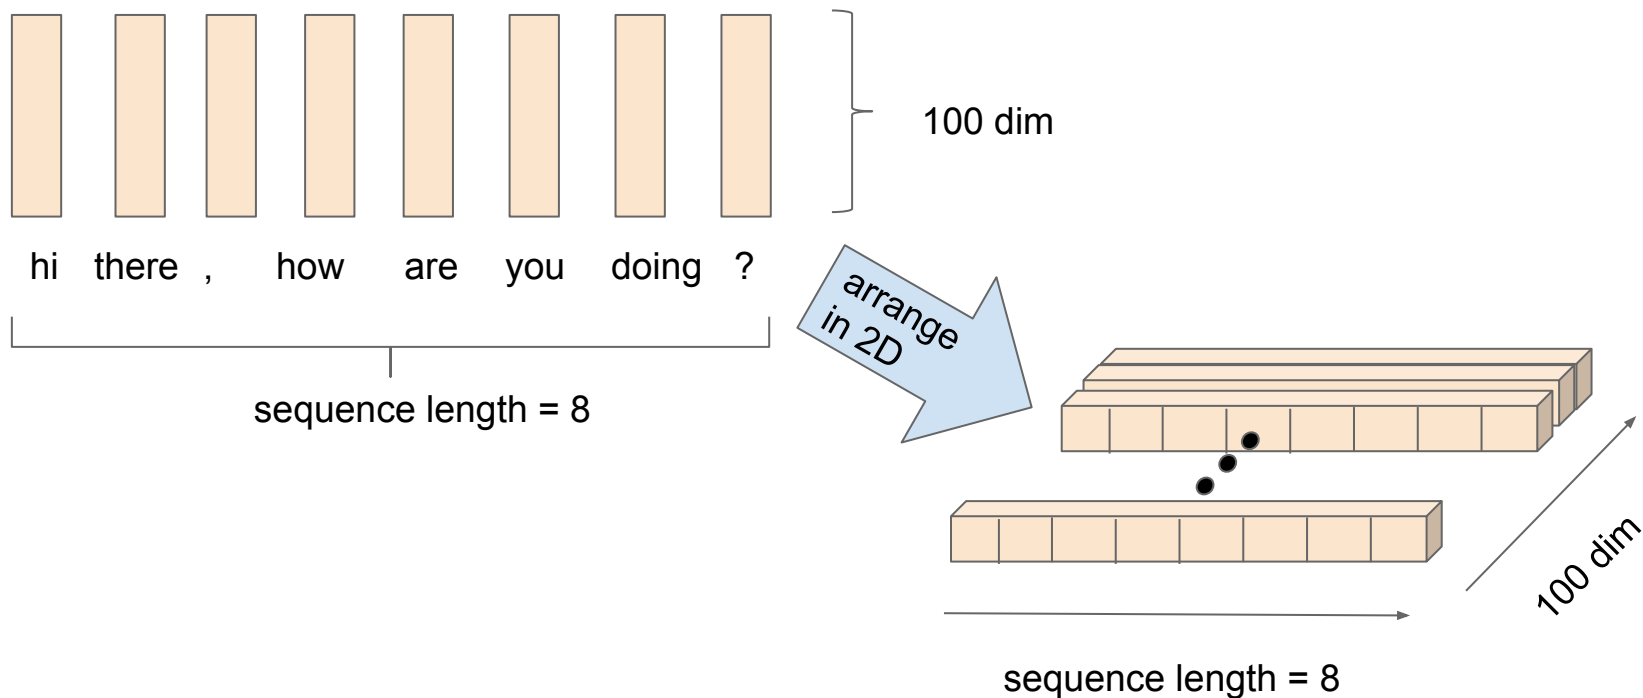 100 dim
hi there , how are you doing ?
sequence length = 8
arrange
in 2D
100 dim
sequence length = 8